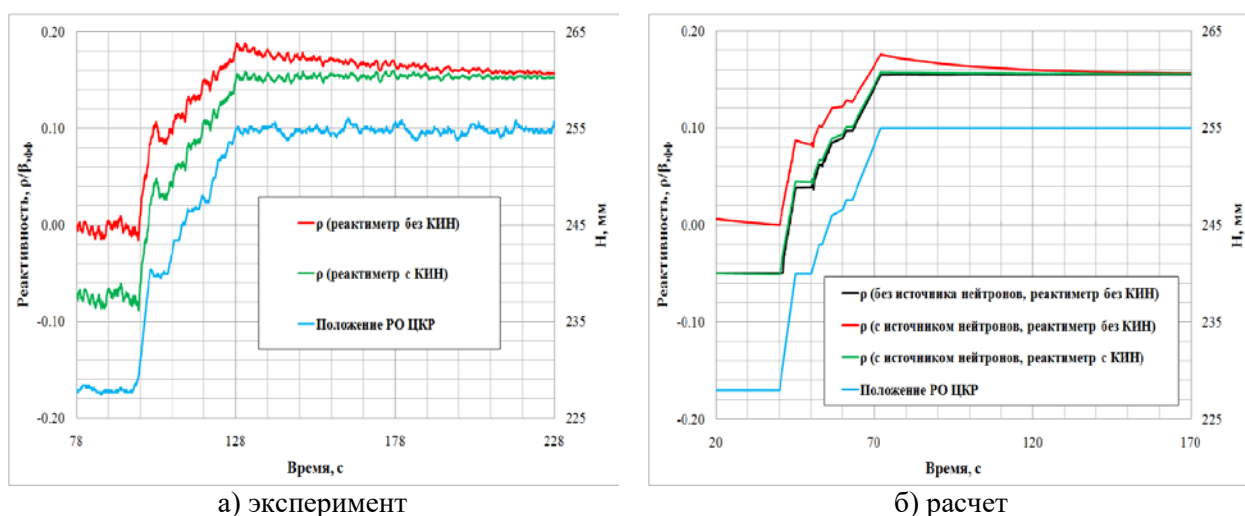 0.20
0.10
0.00
-0.10
-0.20
265
255
245
235
225
78
128
178
228
Реактивность, ρ/βэфф
H, мм
Время, с
ρ (реактиметр без КИН)
ρ (реактиметр с КИН)
Положение РО ЦКР
а) эксперимент
0.20
0.10
0.00
-0.10
-0.20
265
255
245
235
225
20
70
120
170
Реактивность, ρ/βэфф
H, мм
Время, с
ρ (без источника нейтронов, реактиметр без КИН)
ρ (с источником нейтронов, реактиметр без КИН)
ρ (с источником нейтронов, реактиметр с КИН)
Положение РО ЦКР
б) расчет